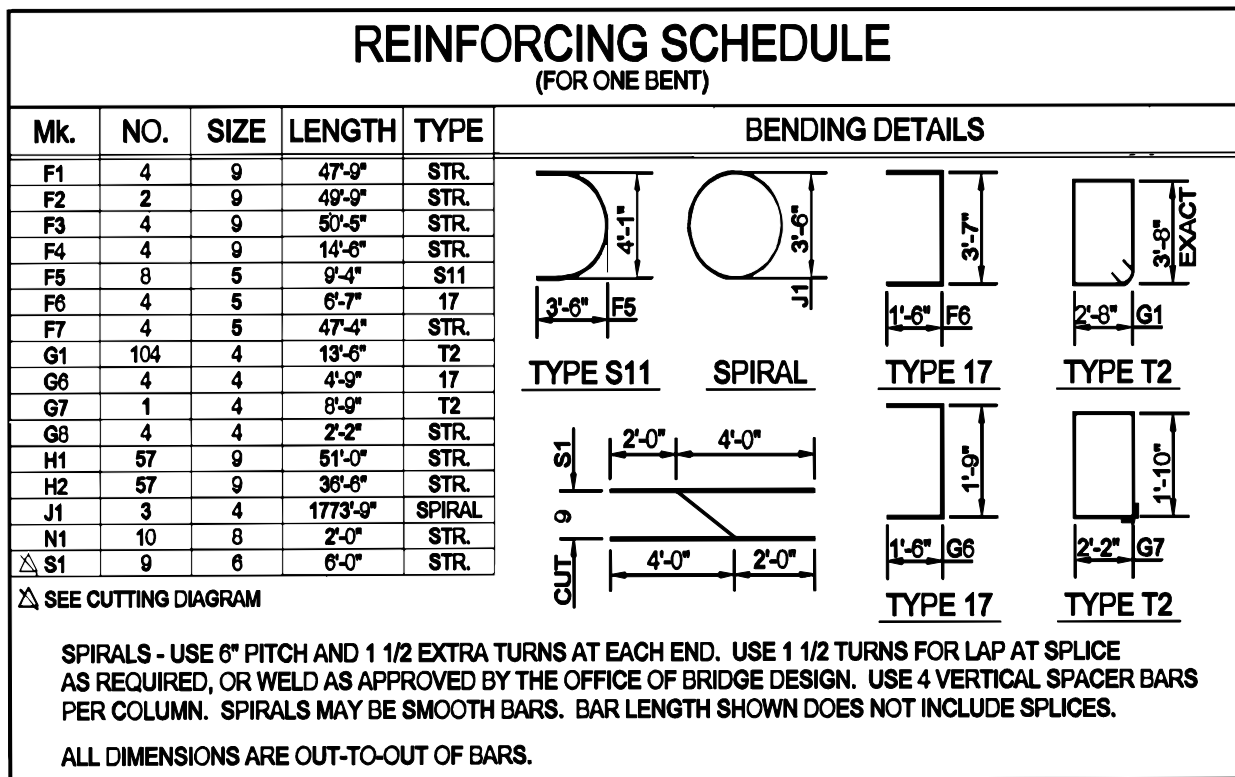 REINFORCING SCHEDULE
(FOR ONE BENT)
Mk. NO. SIZE LENGTH TYPE BENDING DETAILS
F1 4 9 47'-9" STR.
F2 2 9 49'-9" STR.
F3 4 9 50'-5" STR.
F4 4 9 14'-6" STR.
F5 8 5 9'-4" S11
F6 4 5 6'-7" 17
F7 4 5 47'-4" STR.
G1 104 4 13'-6" T2
G6 4 4 4'-9" 17
G7 1 4 8'-9" T2
G8 4 4 2'-2" STR.
H1 57 9 51'-0" STR.
H2 57 9 36'-6" STR.
J1 3 4 1773'-9" SPIRAL
N1 10 8 2'-0" STR.
△ S1 9 6 6'-0" STR.
△ SEE CUTTING DIAGRAM
4'-1"
3'-6" F5
TYPE S11
3'-6"
J1
SPIRAL
3'-7"
1'-6" F6
TYPE 17
3'-8"
EXACT
2'-8" G1
TYPE T2
2'-0" 4'-0"
CUT 9 S1
4'-0" 2'-0"
1'-9"
1'-6" G6
TYPE 17
1'-10"
2'-2" G7
TYPE T2
SPIRALS - USE 6" PITCH AND 1 1/2 EXTRA TURNS AT EACH END. USE 1 1/2 TURNS FOR LAP AT SPLICE
AS REQUIRED, OR WELD AS APPROVED BY THE OFFICE OF BRIDGE DESIGN. USE 4 VERTICAL SPACER BARS
PER COLUMN. SPIRALS MAY BE SMOOTH BARS. BAR LENGTH SHOWN DOES NOT INCLUDE SPLICES.
ALL DIMENSIONS ARE OUT-TO-OUT OF BARS.